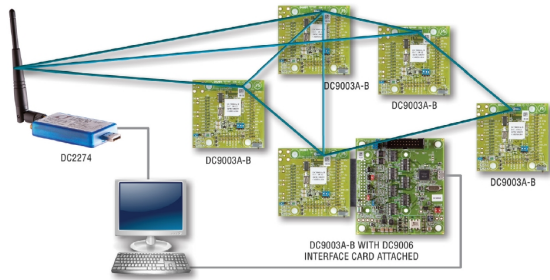 DC9003A-B
DC9003A-B
DC2274
DC9003A-B
DC9003A-B
DC9003A-B WITH DC9006
INTERFACE CARD ATTACHED